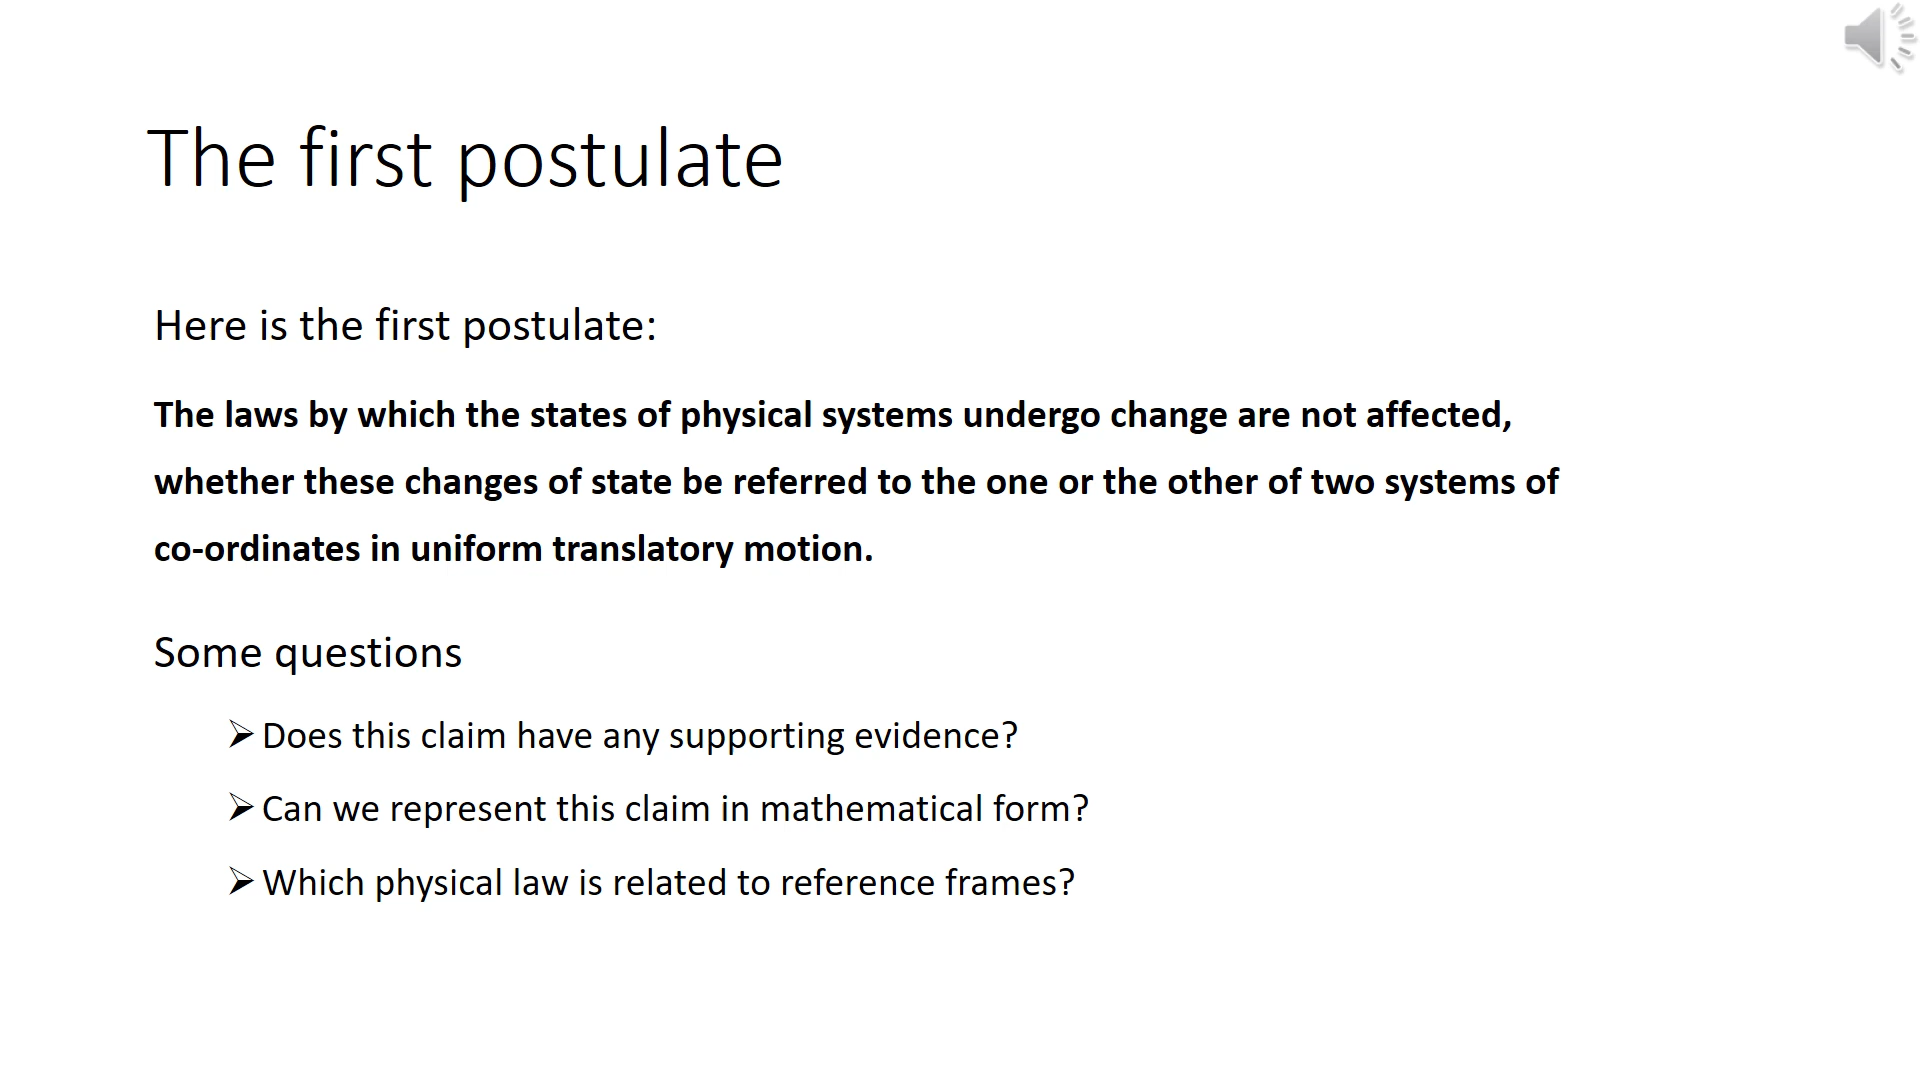 The first postulate
Here is the first postulate:
The laws by which the states of physical systems undergo change are not affected,
whether these changes of state be referred to the one or the other of two systems of
co-ordinates in uniform translatory motion.
Some questions
➢ Does this claim have any supporting evidence?
➢ Can we represent this claim in mathematical form?
➢ Which physical law is related to reference frames?